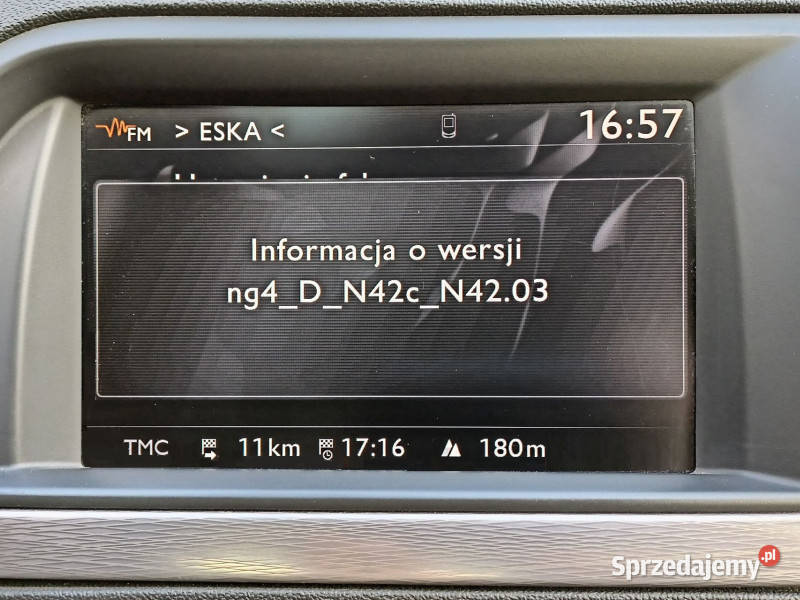 FM > ESKA < 16:57
Informacja o wersji
ng4_D_N42c_N42.03
TMC 11km 17:16 180m
Sprzedajemy.pl